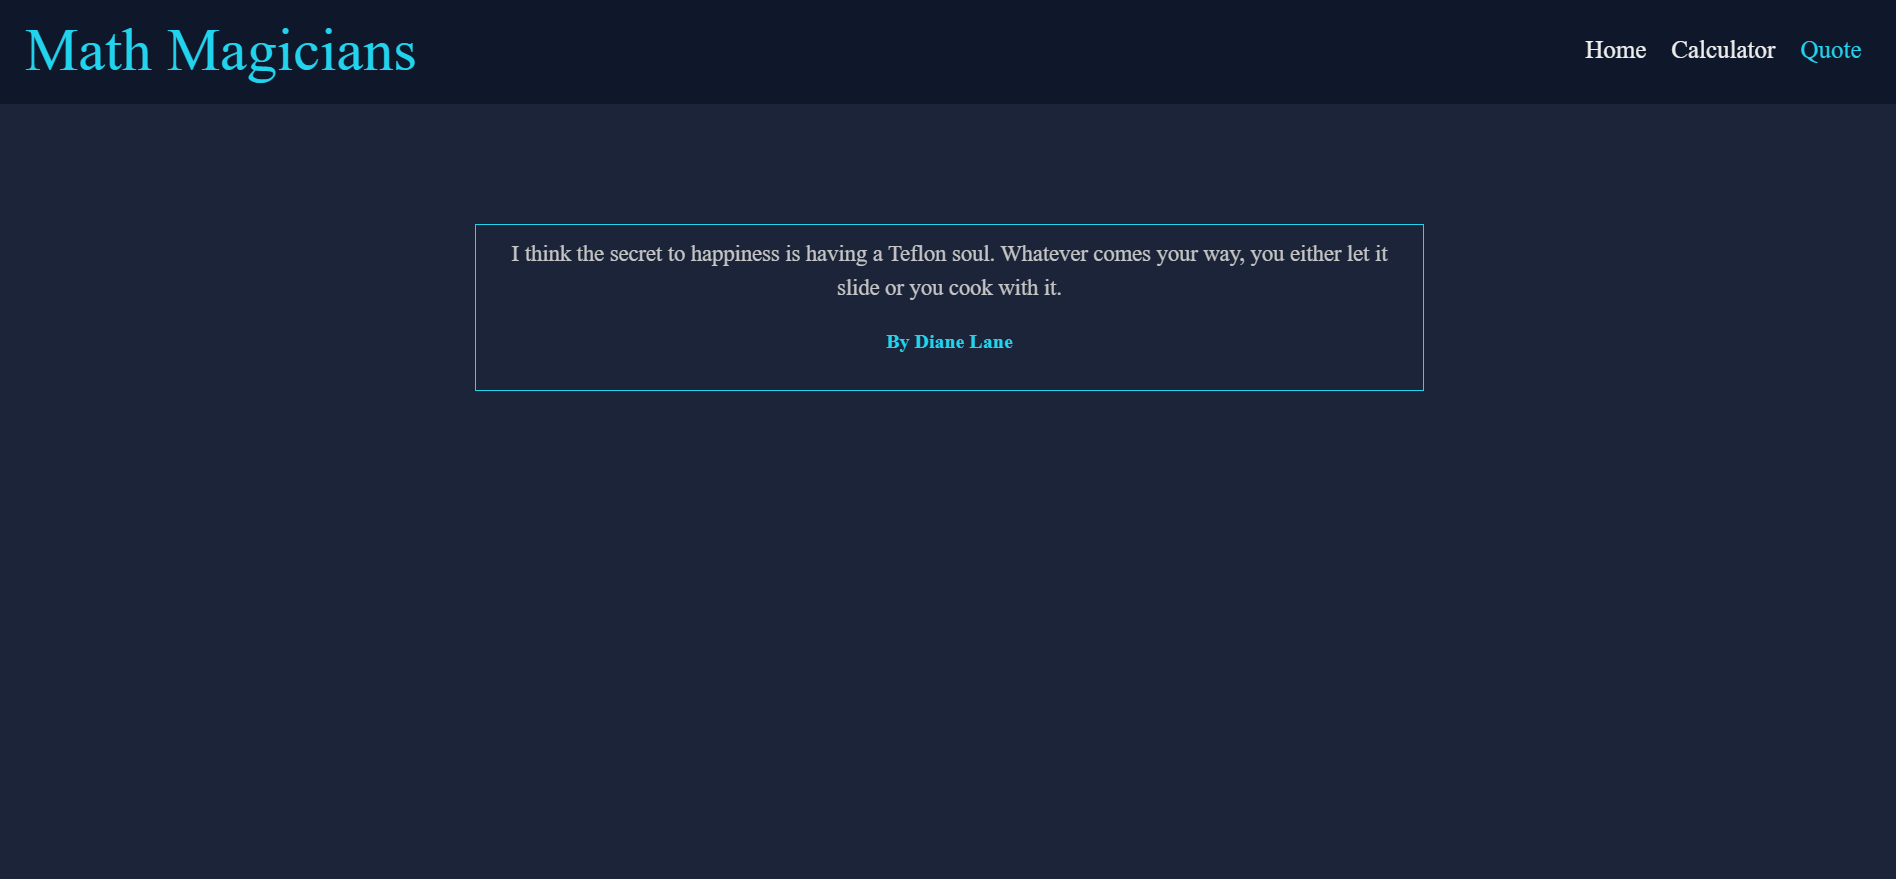 Math Magicians
Home Calculator Quote
I think the secret to happiness is having a Teflon soul. Whatever comes your way, you either let it
slide or you cook with it.
By Diane Lane